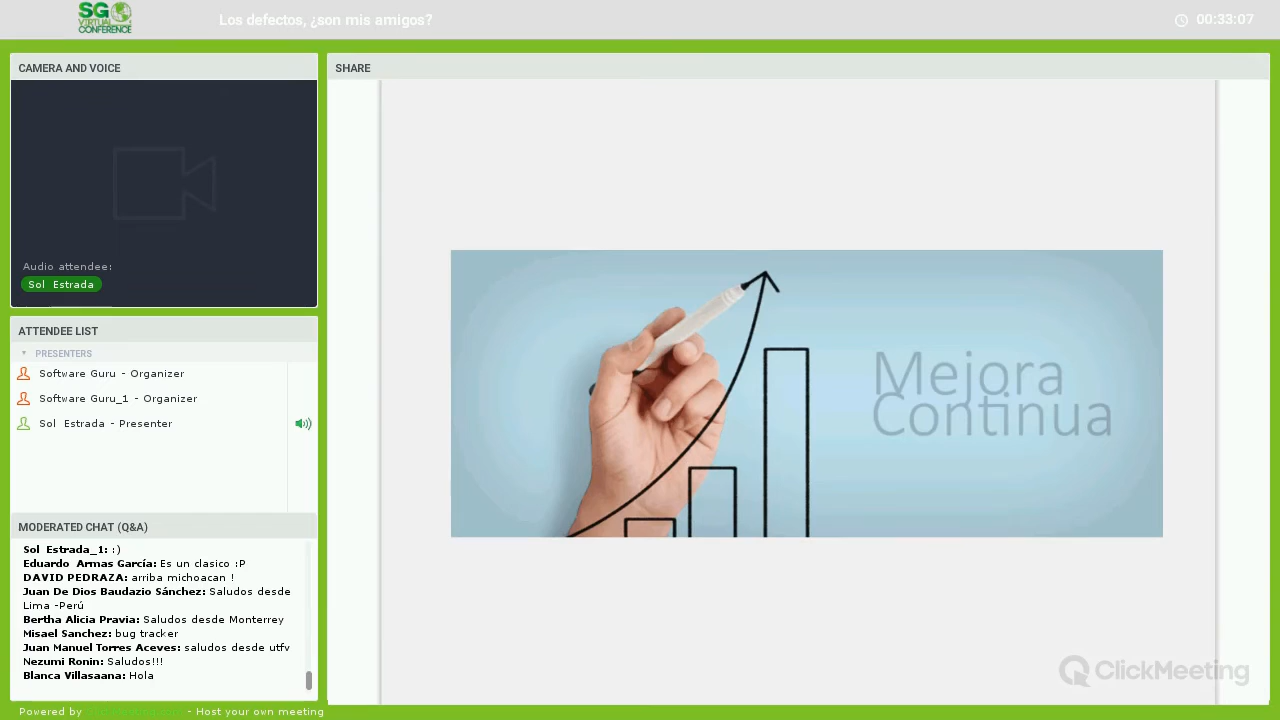 SG
VIRTUAL
CONFERENCE
Los defectos, ¿son mis amigos?
00:33:07
CAMERA AND VOICE
Audio attendee:
Sol Estrada
ATTENDEE LIST
PRESENTERS
Software Guru - Organizer
Software Guru_1 - Organizer
Sol Estrada - Presenter
MODERATED CHAT (Q&A)
Sol Estrada_1: :)
Eduardo Armas García: Es un clasico :P
DAVID PEDRAZA: arriba michoacan !
Juan De Dios Baudazio Sánchez: Saludos desde
Lima -Perú
Bertha Alicia Pravia: Saludos desde Monterrey
Misael Sanchez: bug tracker
Juan Manuel Torres Aceves: saludos desde utfv
Nezumi Ronin: Saludos!!!
Blanca Villasaana: Hola
Powered by - Host your own meeting
SHARE
Mejora
Continua
ClickMeeting